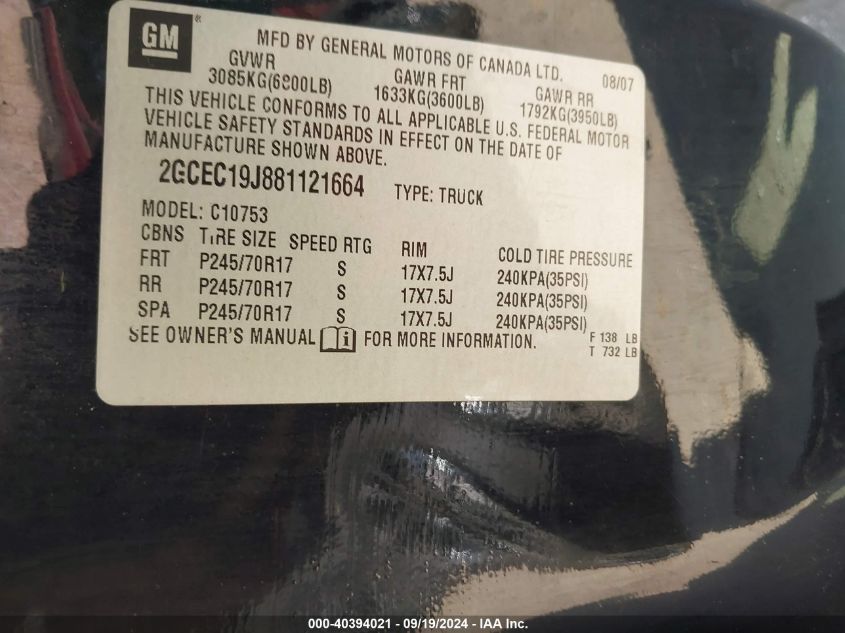 GM ®
MFD BY GENERAL MOTORS OF CANADA LTD. 08/07
GVWR GAWR FRT GAWR RR
3085KG(6800LB) 1633KG(3600LB) 1792KG(3950LB)
THIS VEHICLE CONFORMS TO ALL APPLICABLE U.S. FEDERAL MOTOR
VEHICLE SAFETY STANDARDS IN EFFECT ON THE DATE OF
MANUFACTURE SHOWN ABOVE.
2GCEC19J881121664 TYPE: TRUCK
MODEL: C10753
CBNS TIRE SIZE SPEED RTG RIM COLD TIRE PRESSURE
FRT P245/70R17 S 17X7.5J 240KPA(35PSI)
RR P245/70R17 S 17X7.5J 240KPA(35PSI)
SPA P245/70R17 S 17X7.5J 240KPA(35PSI)
SEE OWNER'S MANUAL i FOR MORE INFORMATION.
F 138 LB
T 732 LB
000-40394021 - 09/19/2024 - IAA Inc.